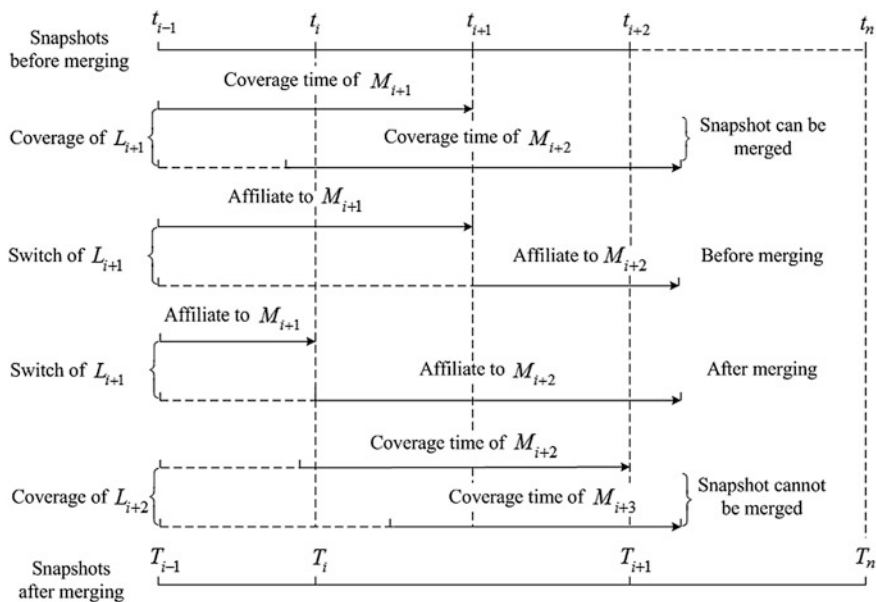 t_{i-1} t_i t_{i+1} t_{i+2} t_n
Snapshots
before merging
Coverage time of M_{i+1}
Coverage of L_{i+1}
Coverage time of M_{i+2}
Snapshot can be
merged
Affiliate to M_{i+1}
Switch of L_{i+1}
Affiliate to M_{i+2}
Before merging
Affiliate to M_{i+1}
Switch of L_{i+1}
Affiliate to M_{i+2}
After merging
Coverage time of M_{i+2}
Coverage of L_{i+2}
Coverage time of M_{i+3}
Snapshot cannot
be merged
T_{i-1} T_i T_{i+1} T_n
Snapshots
after merging